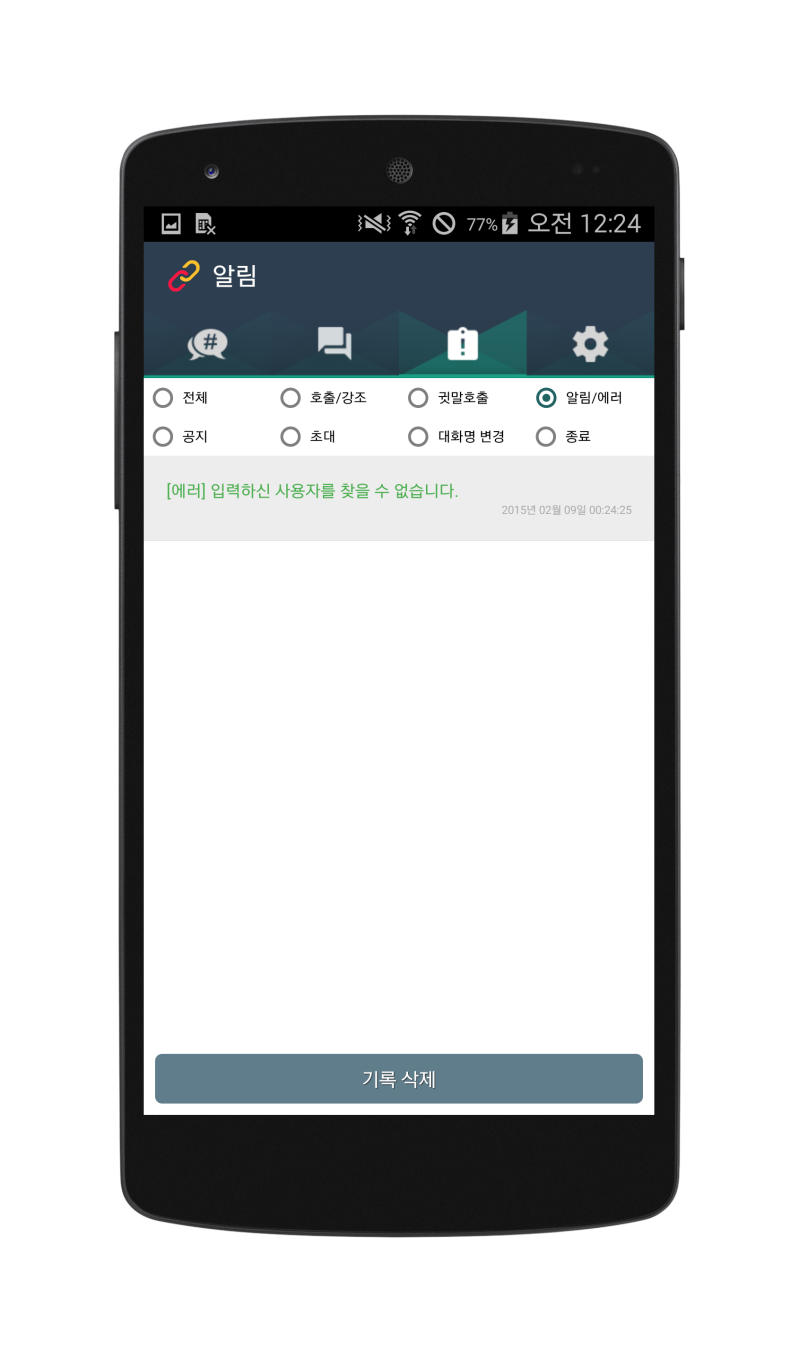 77% 오전 12:24
알림
#
전체 호출/강조 귓말호출 알림/에러
공지 초대 대화명 변경 종료
[에러] 입력하신 사용자를 찾을 수 없습니다.
2015년 02월 09일 00:24:25
기록 삭제